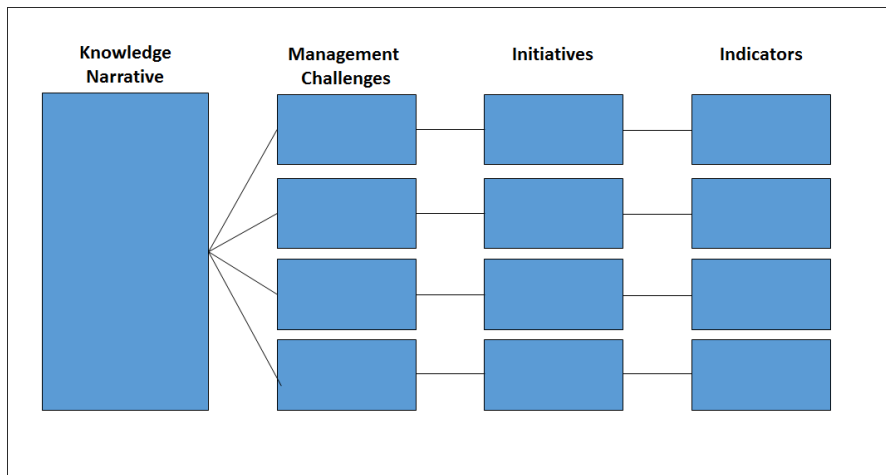 Knowledge
Narrative
Management
Challenges
Initiatives
Indicators